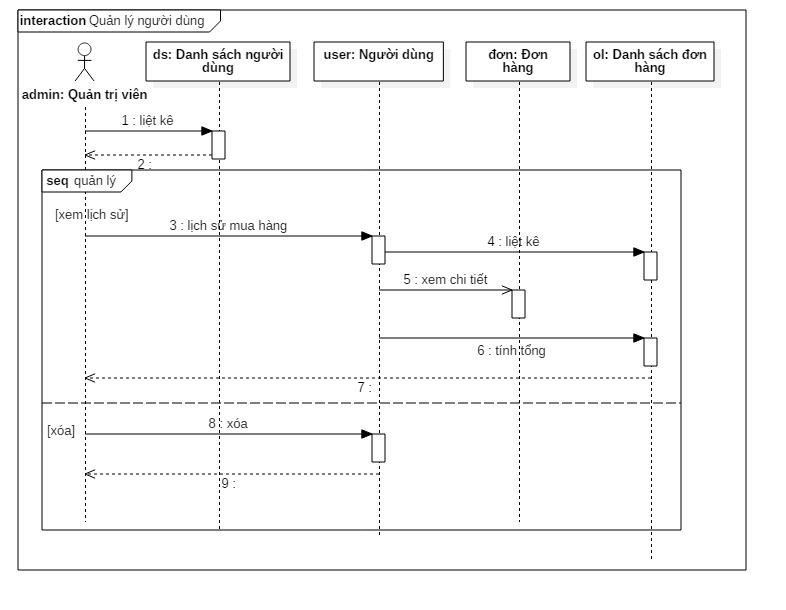 interaction Quản lý người dùng
ds: Danh sách người
dùng
user: Người dùng
đơn: Đơn
hàng
ol: Danh sách đơn
hàng
admin: Quản trị viên
1 : liệt kê
2 :
seq quản lý
[xem lịch sử]
3 : lịch sử mua hàng
4 : liệt kê
5 : xem chi tiết
6 : tính tổng
7 :
[xóa]
8 : xóa
9 :